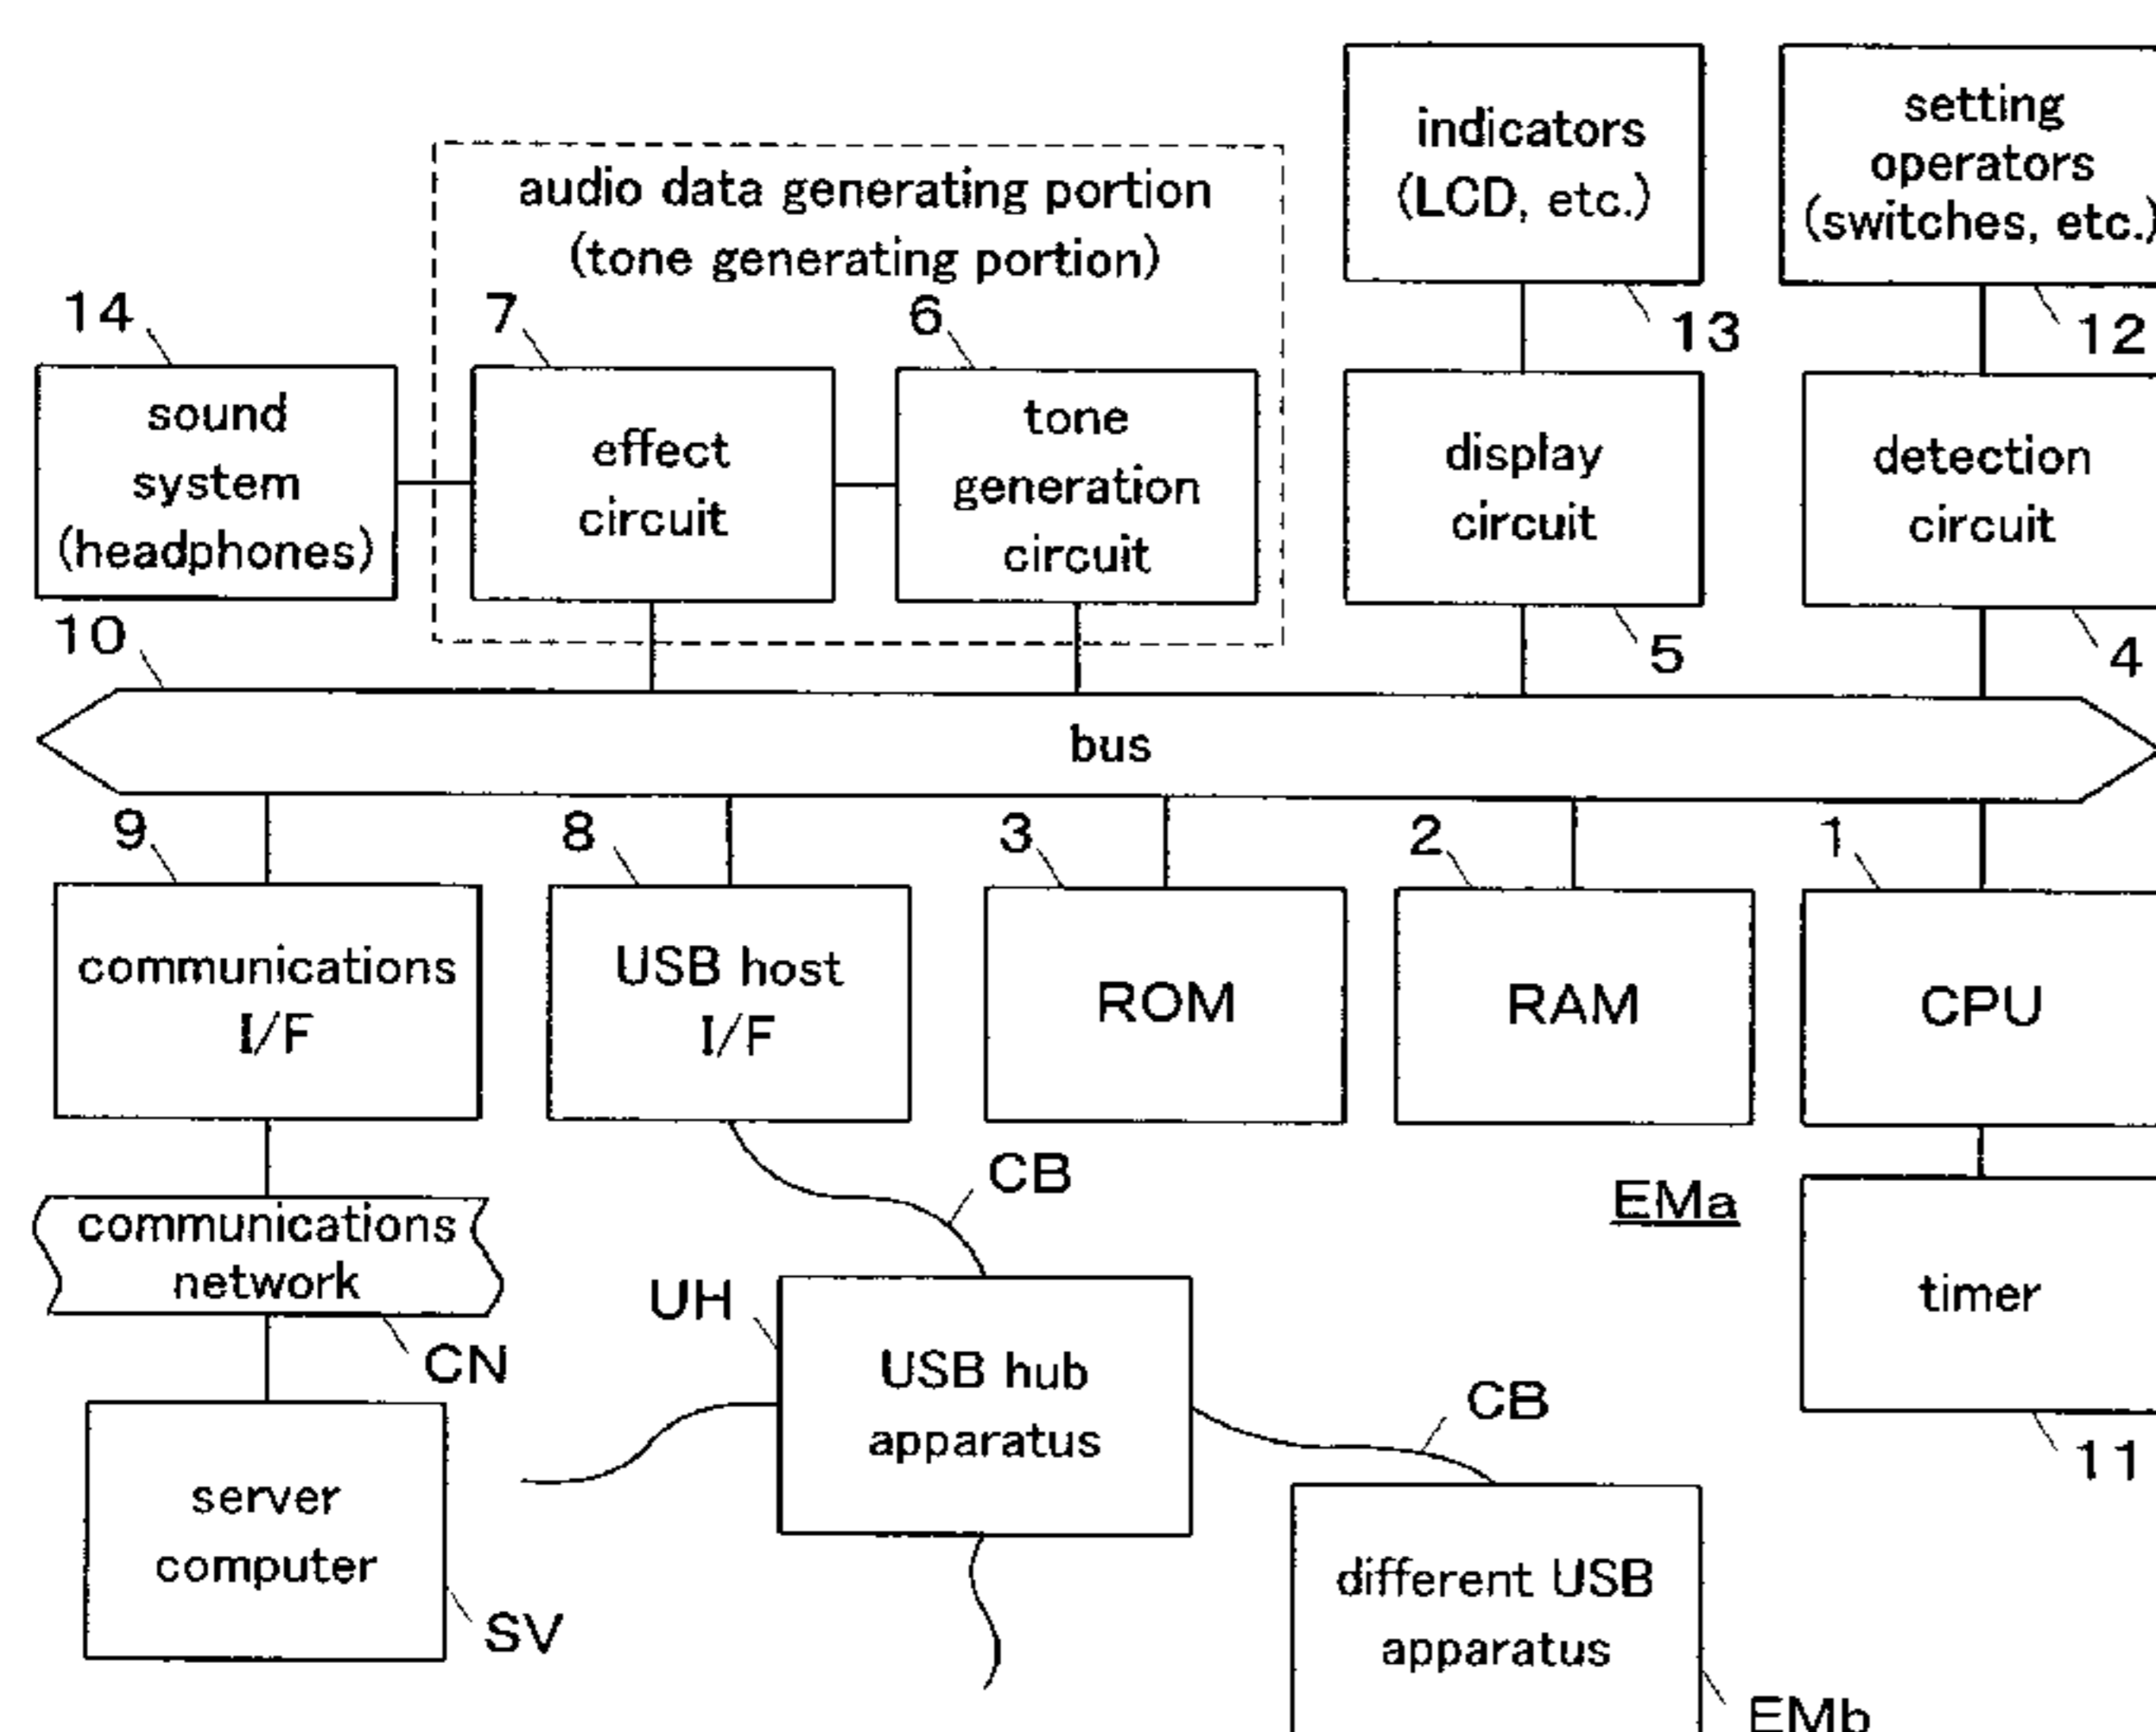 indicators
(LCD, etc.)
13
setting
operators
(switches, etc.)
12
audio data generating portion
(tone generating portion)
14
7
6
sound
system
(headphones)
effect
circuit
tone
generation
circuit
display
circuit
5
detection
circuit
4
10
bus
9
8
3
2
1
communications
I/F
USB host
I/F
ROM
RAM
CPU
CB
EMa
communications
network
CN
UH
USB hub
apparatus
CB
timer
11
server
computer
SV
different USB
apparatus
EMb